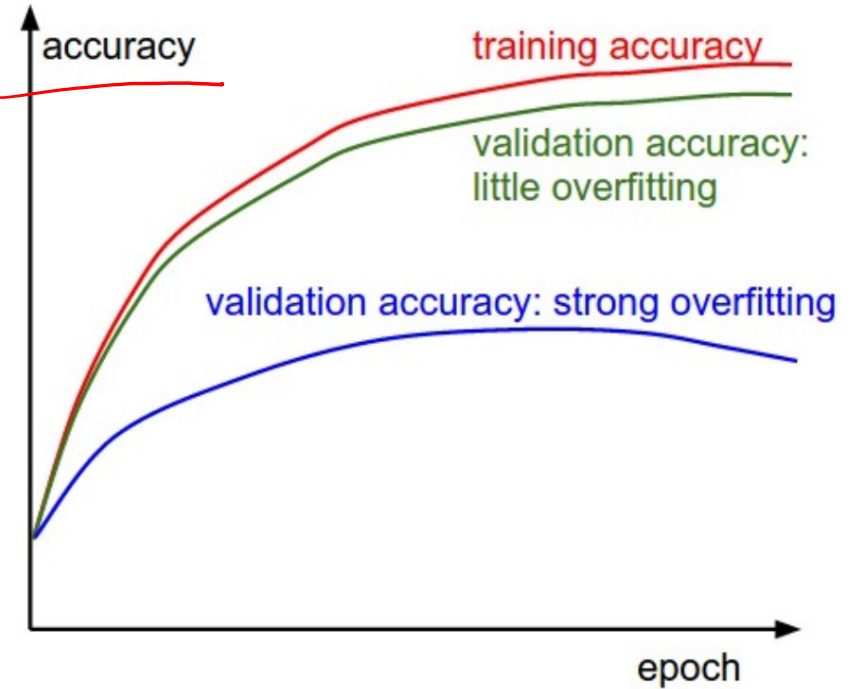 accuracy
training accuracy
validation accuracy:
little overfitting
validation accuracy: strong overfitting
epoch